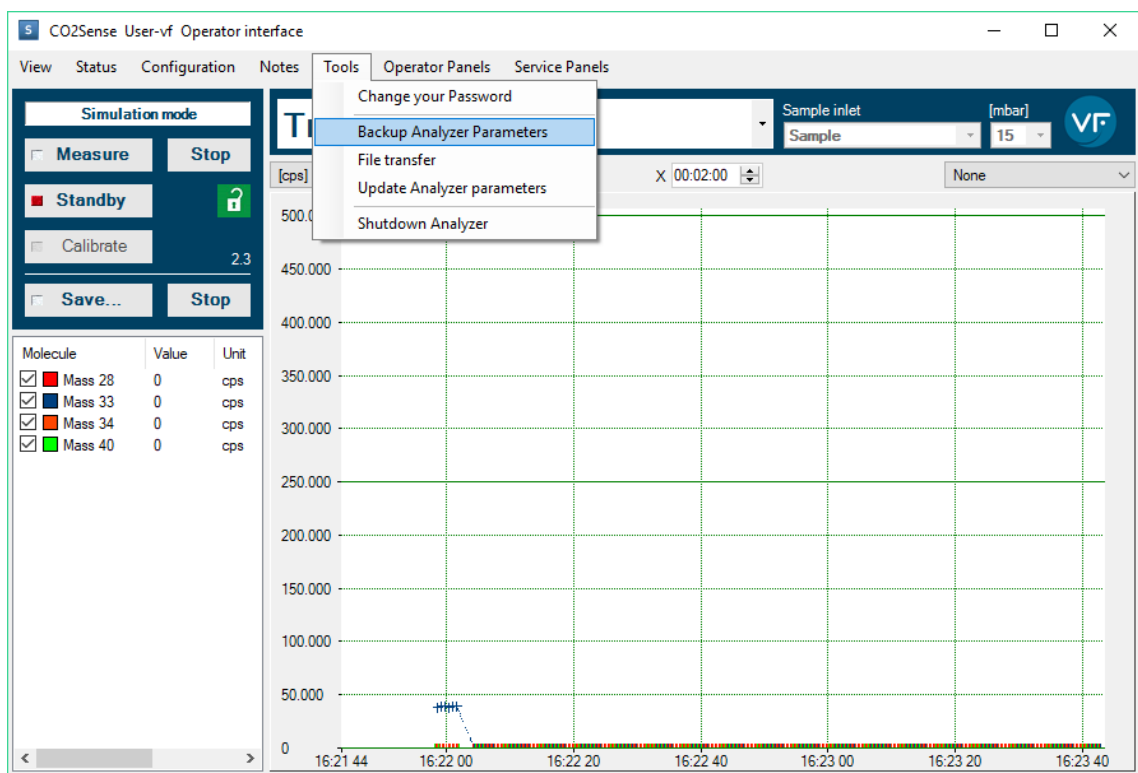 S CO2Sense User-vf Operator interface
View Status Configuration Notes Tools Operator Panels Service Panels
Change your Password
Backup Analyzer Parameters
File transfer
Update Analyzer parameters
Shutdown Analyzer
Simulation mode
Measure Stop
Standby
Calibrate 2.3
Save... Stop
Sample inlet [mbar]
Sample 15
VF
[cps] X 00:02:00 None
Molecule Value Unit
Mass 28 0 cps
Mass 33 0 cps
Mass 34 0 cps
Mass 40 0 cps
450.000
400.000
350.000
300.000
250.000
200.000
150.000
100.000
50.000
0
16:21 44 16:22 00 16:22 20 16:22 40 16:23 00 16:23 20 16:23 40